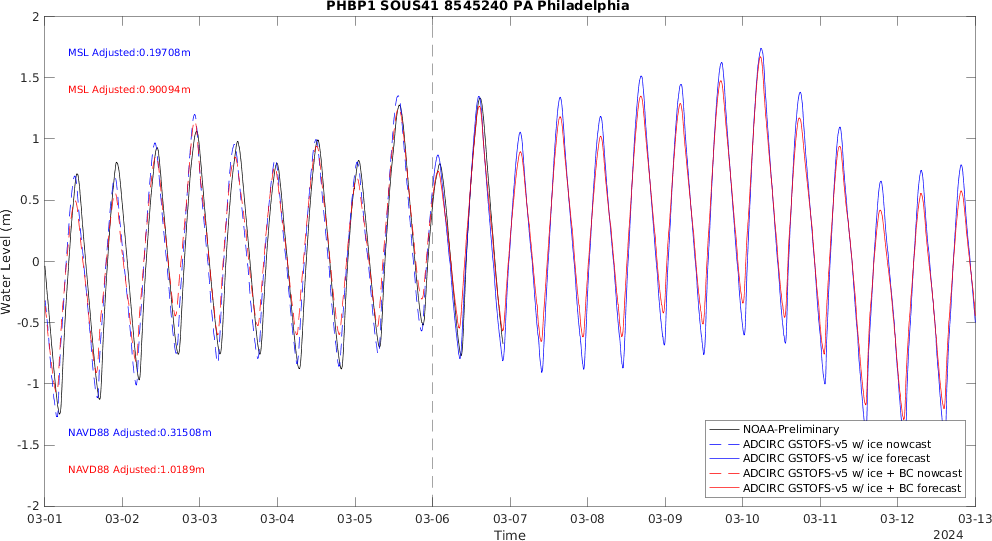 PHBP1 SOUS41 8545240 PA Philadelphia
2
1.5
1
0.5
0
-0.5
-1
-1.5
-2
Water Level (m)
MSL Adjusted:0.19708m
MSL Adjusted:0.90094m
NAVD88 Adjusted:0.31508m
NAVD88 Adjusted:1.0189m
NOAA-Preliminary
ADCIRC GSTOFS-v5 w/ ice nowcast
ADCIRC GSTOFS-v5 w/ ice forecast
ADCIRC GSTOFS-v5 w/ ice + BC nowcast
ADCIRC GSTOFS-v5 w/ ice + BC forecast
03-01 03-02 03-03 03-04 03-05 03-06 03-07 03-08 03-09 03-10 03-11 03-12 03-13
Time
2024